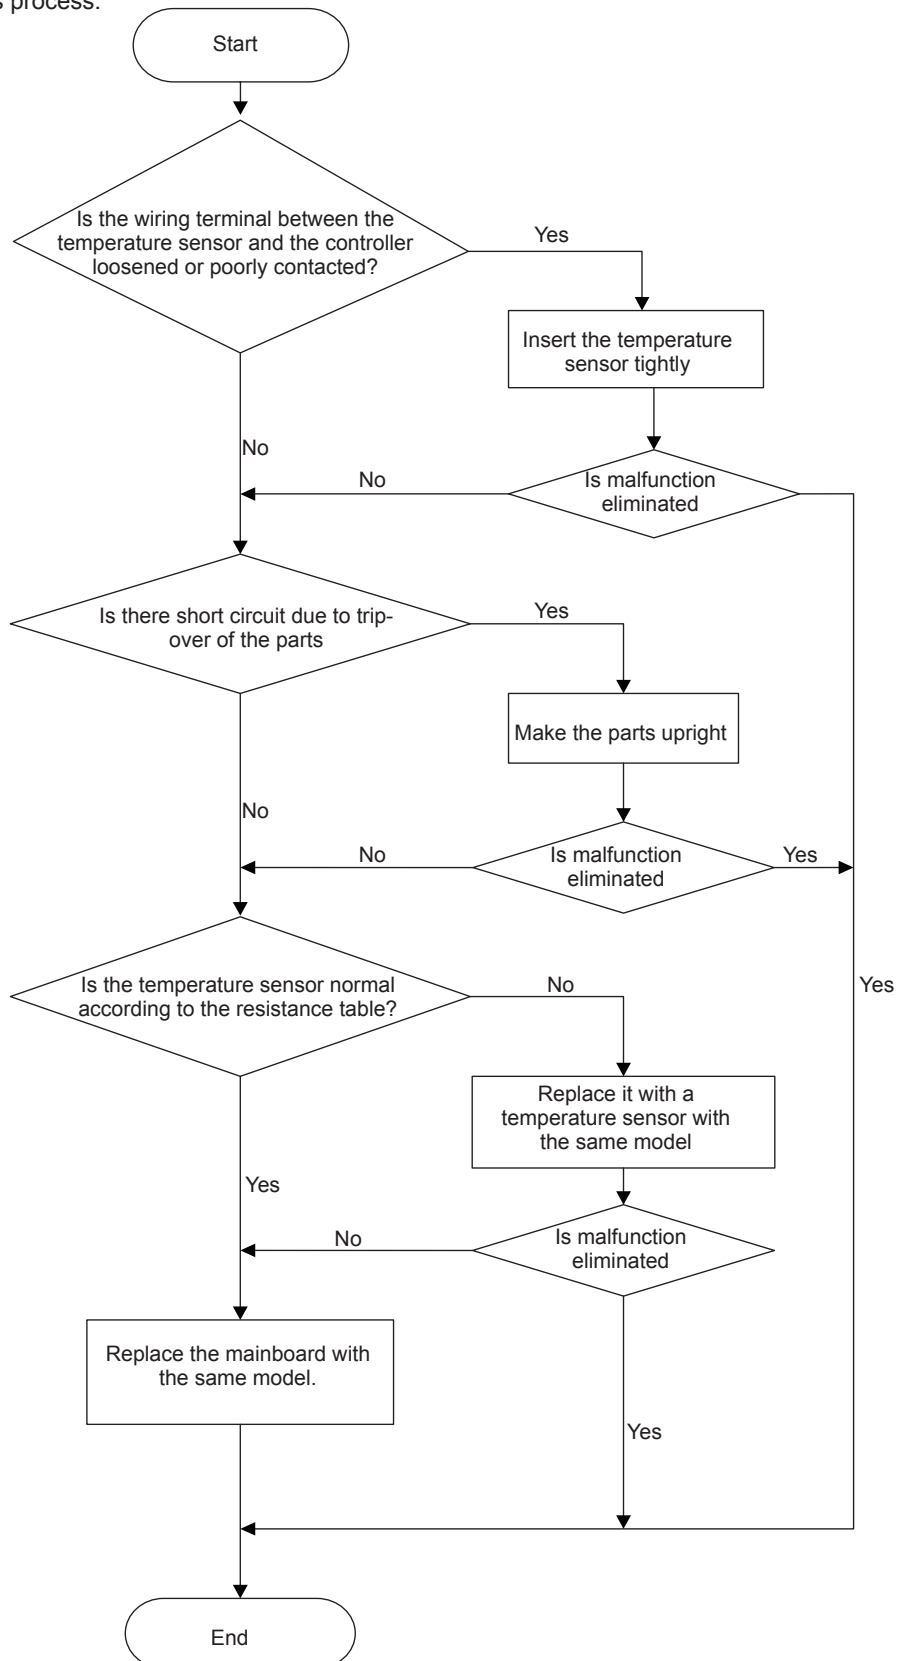 process.
Start
Is the wiring terminal between the
temperature sensor and the controller
loosened or poorly contacted?
Yes
Insert the temperature
sensor tightly
No
No
Is malfunction
eliminated
Is there short circuit due to trip-
over of the parts
Yes
Make the parts upright
No
No
Is malfunction
eliminated
Yes
Is the temperature sensor normal
according to the resistance table?
No
Yes
Replace it with a
temperature sensor with
the same model
Yes
No
Is malfunction
eliminated
Replace the mainboard with
the same model.
Yes
End